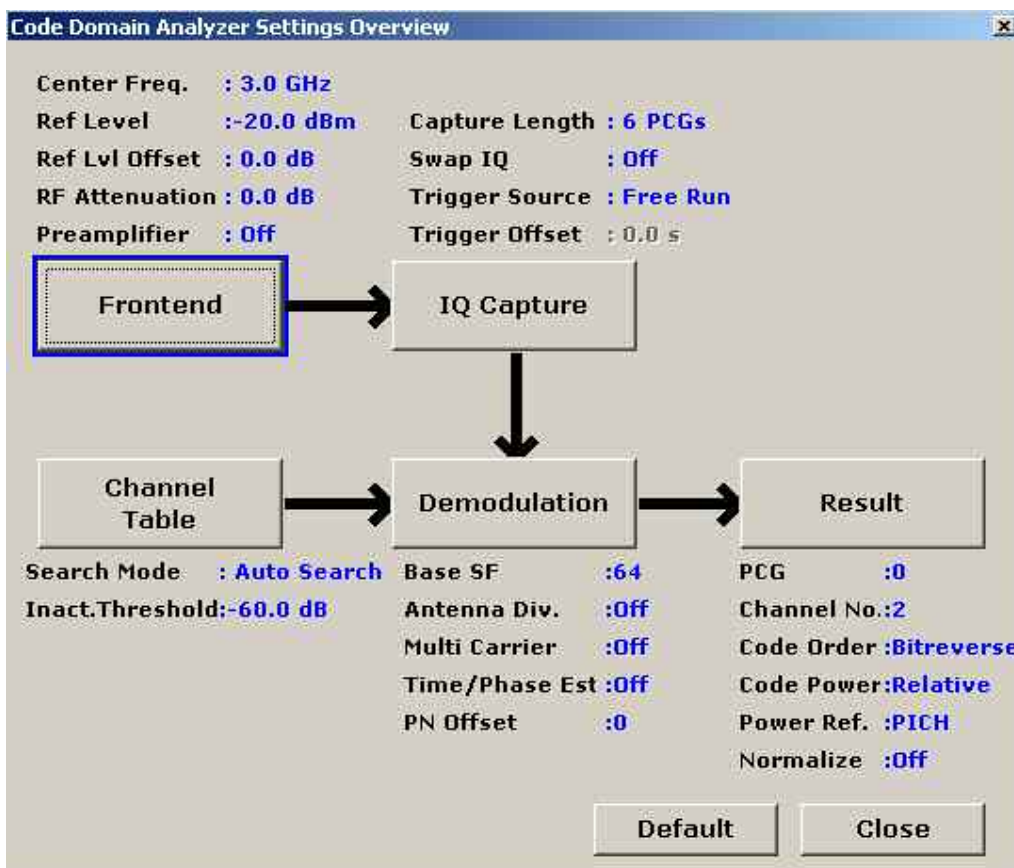 Code Domain Analyzer Settings Overview
Center Freq. : 3.0 GHz
Ref Level :-20.0 dBm
Ref Lvl Offset : 0.0 dB
RF Attenuation : 0.0 dB
Preamplifier : Off
Capture Length : 6 PCGs
Swap IQ : Off
Trigger Source : Free Run
Trigger Offset : 0.0 s
Frontend
IQ Capture
Channel
Table
Demodulation
Result
Search Mode : Auto Search
Inact.Threshold:-60.0 dB
Base SF :64
Antenna Div. :Off
Multi Carrier :Off
Time/Phase Est :Off
PN Offset :0
PCG :0
Channel No.:2
Code Order :Bitreverse
Code Power:Relative
Power Ref. :PICH
Normalize :Off
Default
Close